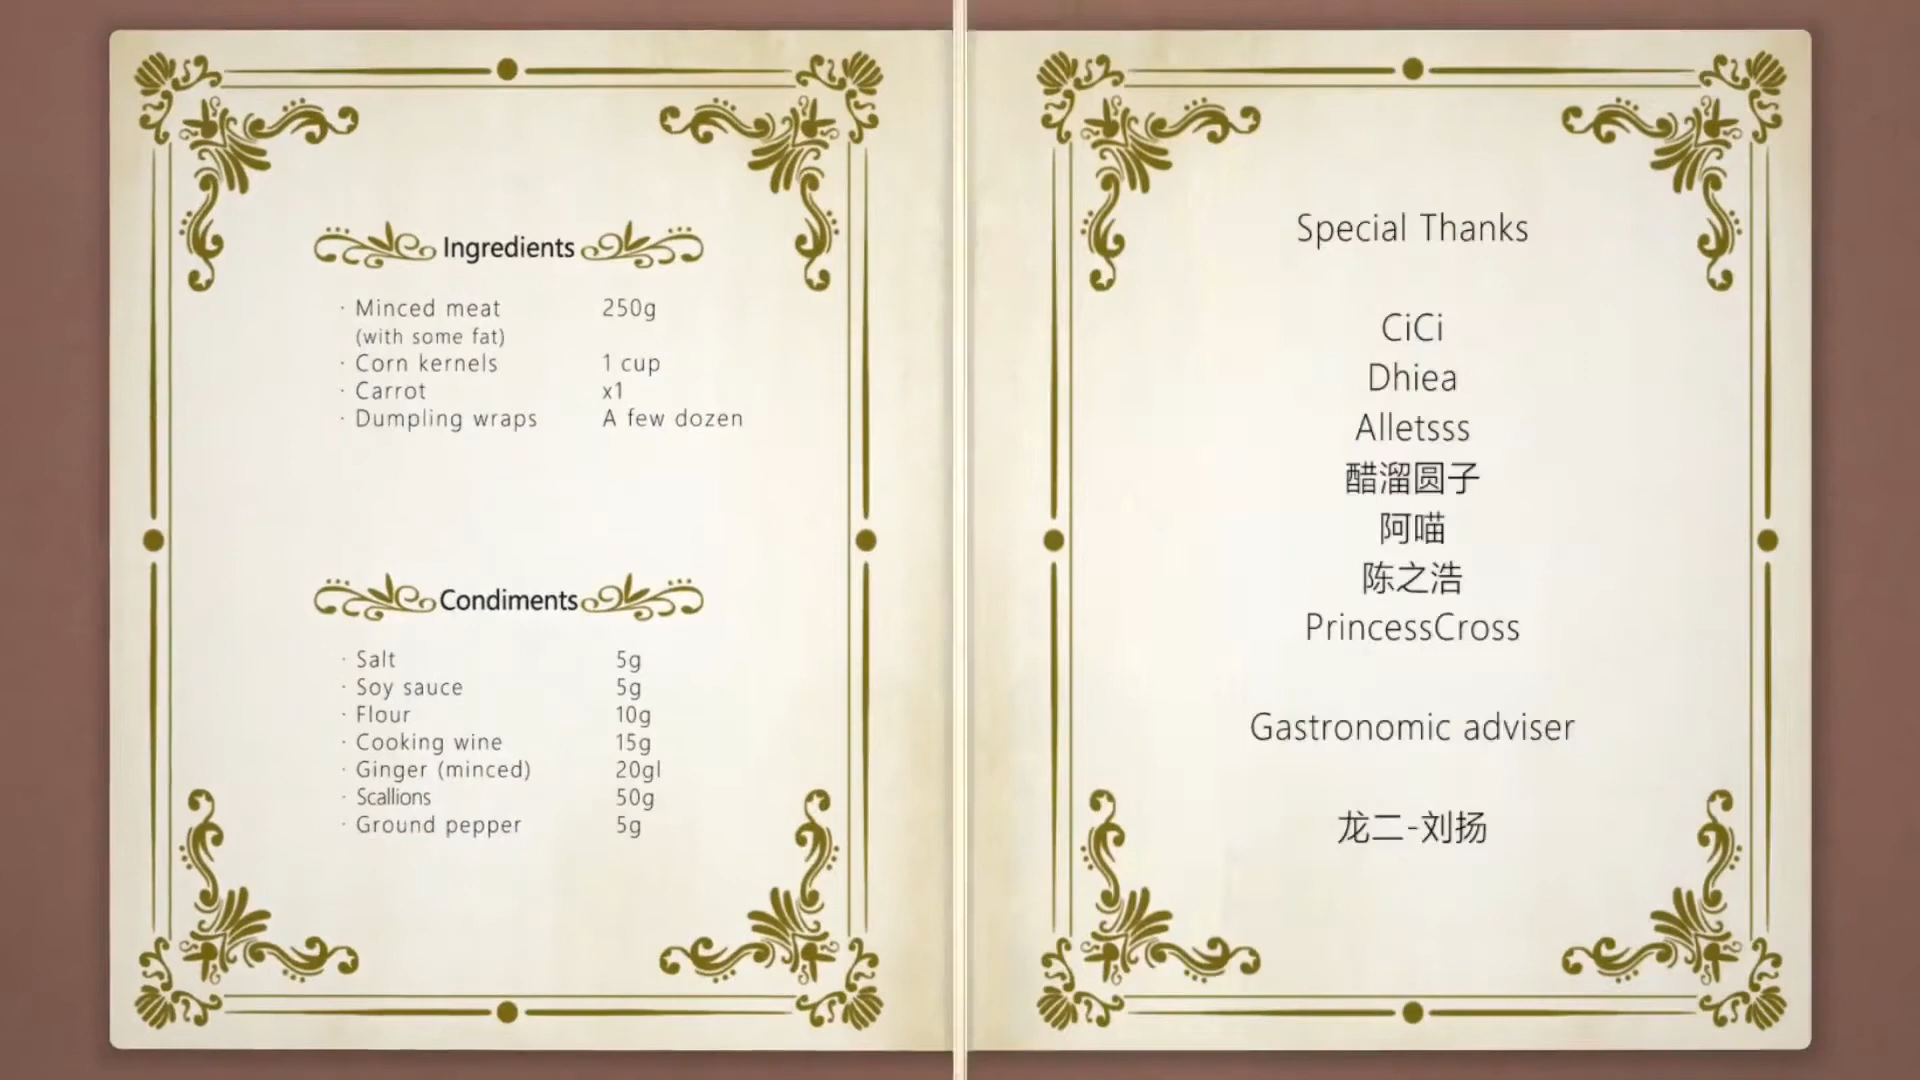 Ingredients
· Minced meat 250g
(with some fat)
· Corn kernels 1 cup
· Carrot x1
· Dumpling wraps A few dozen
Condiments
· Salt 5g
· Soy sauce 5g
· Flour 10g
· Cooking wine 15g
· Ginger (minced) 20gl
· Scallions 50g
· Ground pepper 5g
Special Thanks
CiCi
Dhiea
Alletsss
醋溜圆子
阿喵
陈之浩
PrincessCross
Gastronomic adviser
龙二-刘扬